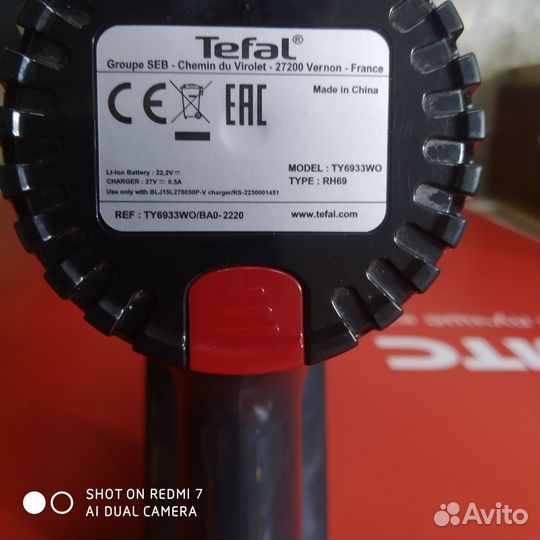 Tefal®
Groupe SEB - Chemin du Virolet - 27200 Vernon - France
CE
EAC
Made in China
Li-Ion Battery : 22,2V
CHARGER : 27V 0.5A
Use only with BLJ15L270050P-V charger/RS-2230001451
MODEL : TY6933WO
TYPE : RH69
REF : TY6933WO/BA0-2220
www.tefal.com
МТС
SHOT ON REDMI 7
AI DUAL CAMERA
Avito